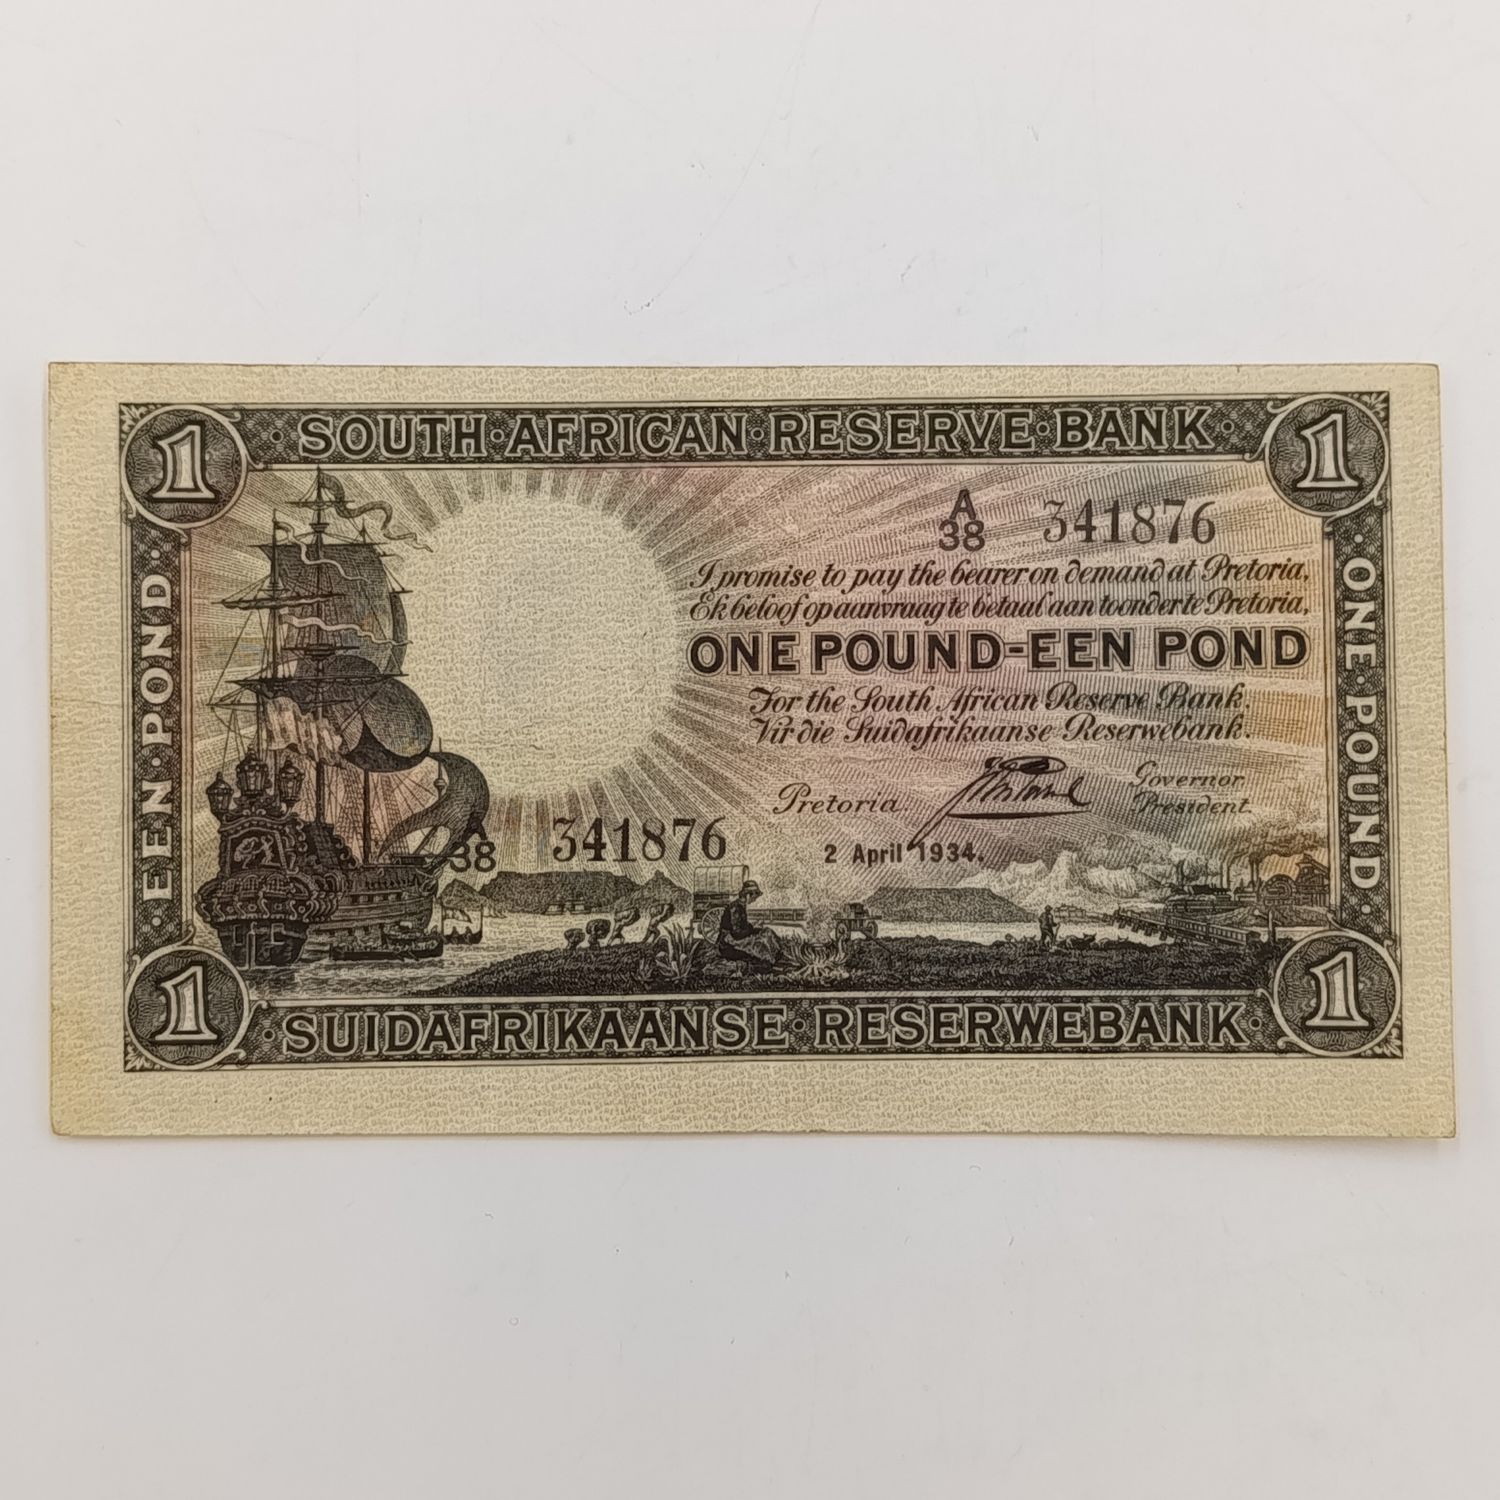 1 SOUTH AFRICAN RESERVE BANK 1
A
38 341876
I promise to pay the bearer on demand at Pretoria,
Ek beloof op aanvraag te betaal aan toonder te Pretoria,
ONE POUND-EEN POND
For the South African Reserve Bank.
Vir die Suidafrikaanse Reserwebank.
Pretoria
Governor
President
2 April 1934.
A
38 341876
EEN POND
ONE POUND
1 SUIDAFRIKAANSE RESERWEBANK 1